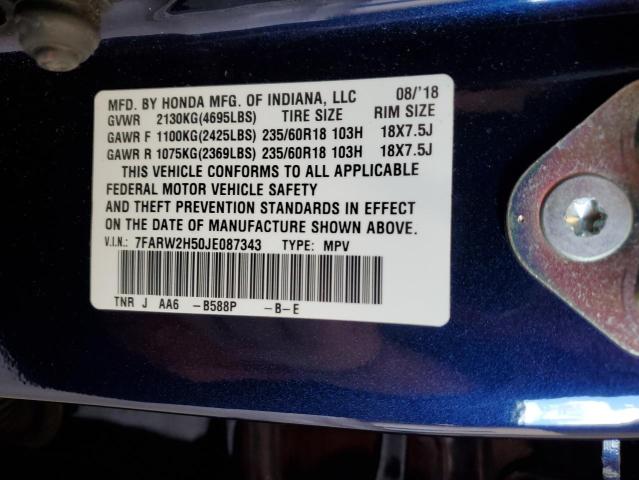 MFD. BY HONDA MFG. OF INDIANA, LLC 08/'18
GVWR 2130KG(4695LBS) TIRE SIZE RIM SIZE
GAWR F 1100KG(2425LBS) 235/60R18 103H 18X7.5J
GAWR R 1075KG(2369LBS) 235/60R18 103H 18X7.5J
THIS VEHICLE CONFORMS TO ALL APPLICABLE
FEDERAL MOTOR VEHICLE SAFETY
AND THEFT PREVENTION STANDARDS IN EFFECT
ON THE DATE OF MANUFACTURE SHOWN ABOVE.
V.I.N.: 7FARW2H50JE087343 TYPE: MPV
TNR J AA6 -B588P -B-E